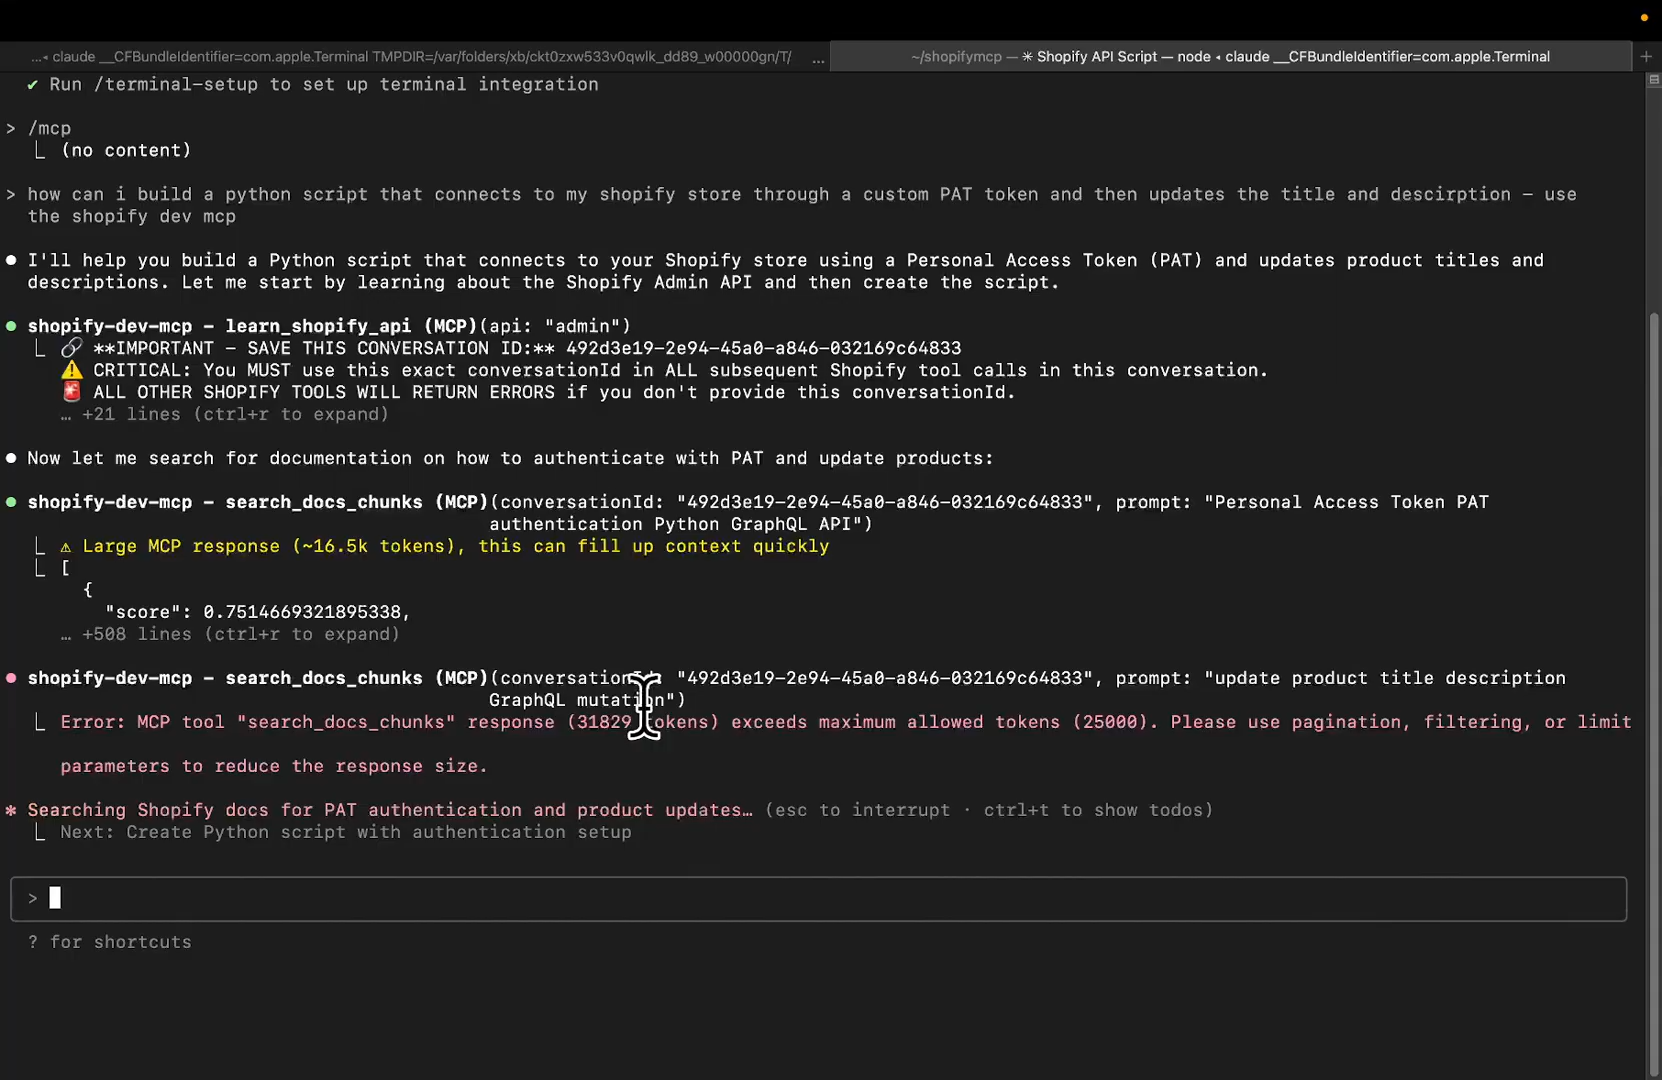 ...◂ claude __CFBundleIdentifier=com.apple.Terminal TMPDIR=/var/folders/xb/ckt0zxw533v0qwlk_dd89_w00000gn/T/ ...
~/shopifymcp — ✳ Shopify API Script — node ◂ claude __CFBundleIdentifier=com.apple.Terminal +
✔ Run /terminal-setup to set up terminal integration
> /mcp
⎿ (no content)
> how can i build a python script that connects to my shopify store through a custom PAT token and then updates the title and descirption – use
the shopify dev mcp
● I'll help you build a Python script that connects to your Shopify store using a Personal Access Token (PAT) and updates product titles and
descriptions. Let me start by learning about the Shopify Admin API and then create the script.
● shopify-dev-mcp – learn_shopify_api (MCP)(api: "admin")
⎿ 🔗 **IMPORTANT – SAVE THIS CONVERSATION ID:** 492d3e19-2e94-45a0-a846-032169c64833
⚠️ CRITICAL: You MUST use this exact conversationId in ALL subsequent Shopify tool calls in this conversation.
🚨 ALL OTHER SHOPIFY TOOLS WILL RETURN ERRORS if you don't provide this conversationId.
… +21 lines (ctrl+r to expand)
● Now let me search for documentation on how to authenticate with PAT and update products:
● shopify-dev-mcp – search_docs_chunks (MCP)(conversationId: "492d3e19-2e94-45a0-a846-032169c64833", prompt: "Personal Access Token PAT
authentication Python GraphQL API")
⎿ ⚠ Large MCP response (~16.5k tokens), this can fill up context quickly
⎿ [
{
"score": 0.7514669321895338,
… +508 lines (ctrl+r to expand)
● shopify-dev-mcp – search_docs_chunks (MCP)(conversationId: "492d3e19-2e94-45a0-a846-032169c64833", prompt: "update product title description
GraphQL mutation")
⎿ Error: MCP tool "search_docs_chunks" response (31829 tokens) exceeds maximum allowed tokens (25000). Please use pagination, filtering, or limit
parameters to reduce the response size.
✻ Searching Shopify docs for PAT authentication and product updates… (esc to interrupt · ctrl+t to show todos)
⎿ Next: Create Python script with authentication setup
>
? for shortcuts